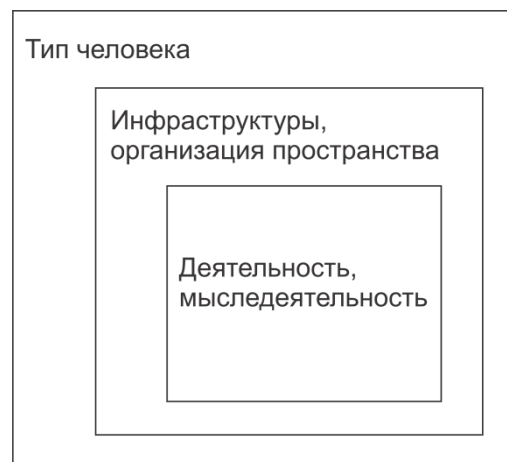 Тип человека
Инфраструктуры,
организация пространства
Деятельность,
мыследеятельность